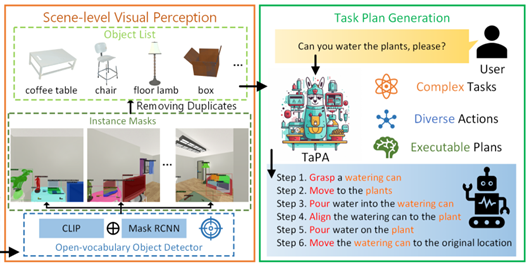 Scene-level Visual Perception
Object List
coffee table
chair
floor lamb
box
...
Removing Duplicates
Instance Masks
...
CLIP
Mask RCNN
Open-vocabulary Object Detector
Task Plan Generation
Can you water the plants, please?
User
TaPA
Complex Tasks
Diverse Actions
Executable Plans
Step 1. Grasp a watering can
Step 2. Move to the plants
Step 3. Pour water into the watering can
Step 4. Align the watering can to the plant
Step 5. Pour water on the plant
Step 6. Move the watering can to the original location